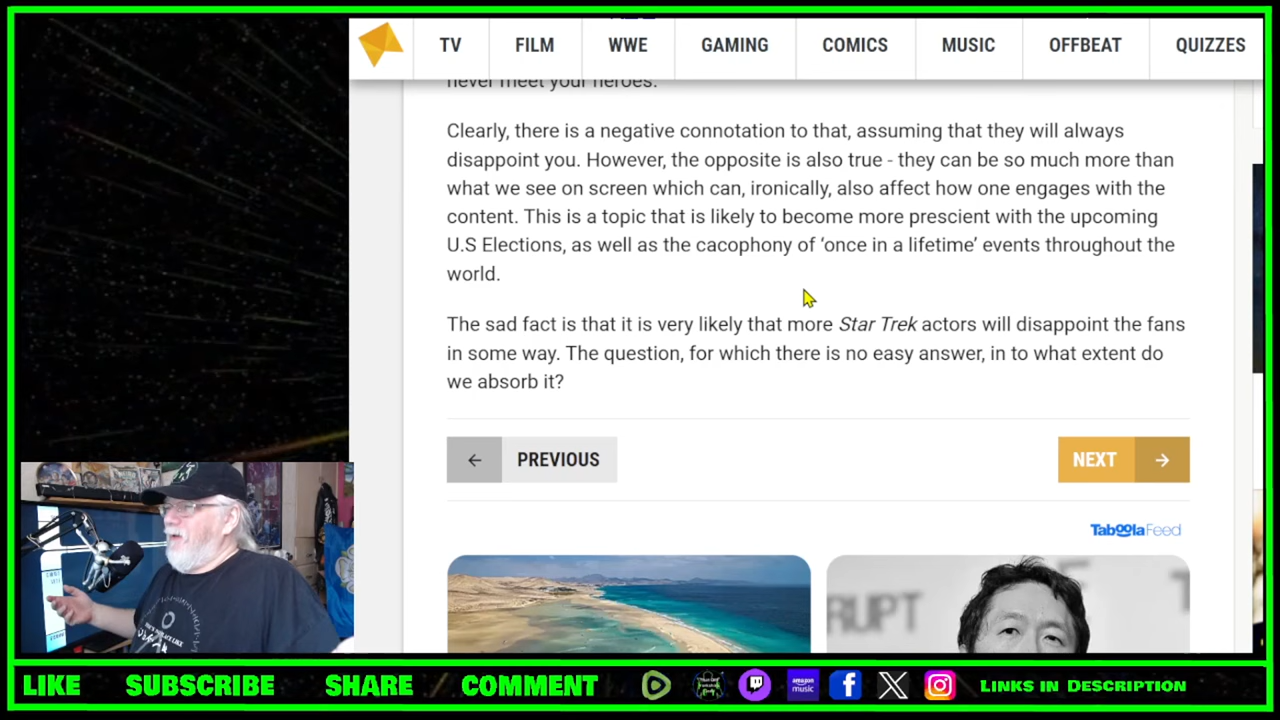 TV FILM WWE GAMING COMICS MUSIC OFFBEAT QUIZZES
never meet your heroes.
Clearly, there is a negative connotation to that, assuming that they will always
disappoint you. However, the opposite is also true - they can be so much more than
what we see on screen which can, ironically, also affect how one engages with the
content. This is a topic that is likely to become more prescient with the upcoming
U.S Elections, as well as the cacophony of ‘once in a lifetime’ events throughout the
world.
The sad fact is that it is very likely that more Star Trek actors will disappoint the fans
in some way. The question, for which there is no easy answer, in to what extent do
we absorb it?
← PREVIOUS
NEXT →
Taboola Feed
RUPT
LIKE SUBSCRIBE SHARE COMMENT amazon music LINKS IN DESCRIPTION